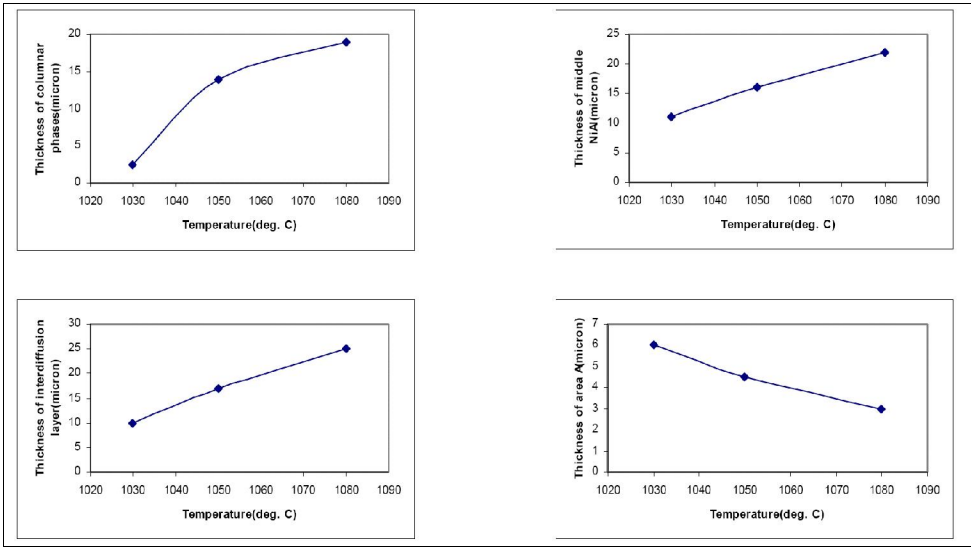 Thickness of columnar
phases(micron)
20
15
10
5
0
1020 1030 1040 1050 1060 1070 1080 1090
Temperature(deg. C)
Thickness of middle
NiAl(micron)
25
20
15
10
5
0
1020 1030 1040 1050 1060 1070 1080 1090
Temperature(deg. C)
Thickness of interdiffusion
layer(micron)
30
25
20
15
10
5
0
1020 1030 1040 1050 1060 1070 1080 1090
Temperature(deg. C)
Thickness of area A(micron)
7
6
5
4
3
2
1
0
1020 1030 1040 1050 1060 1070 1080 1090
Temperature(deg. C)